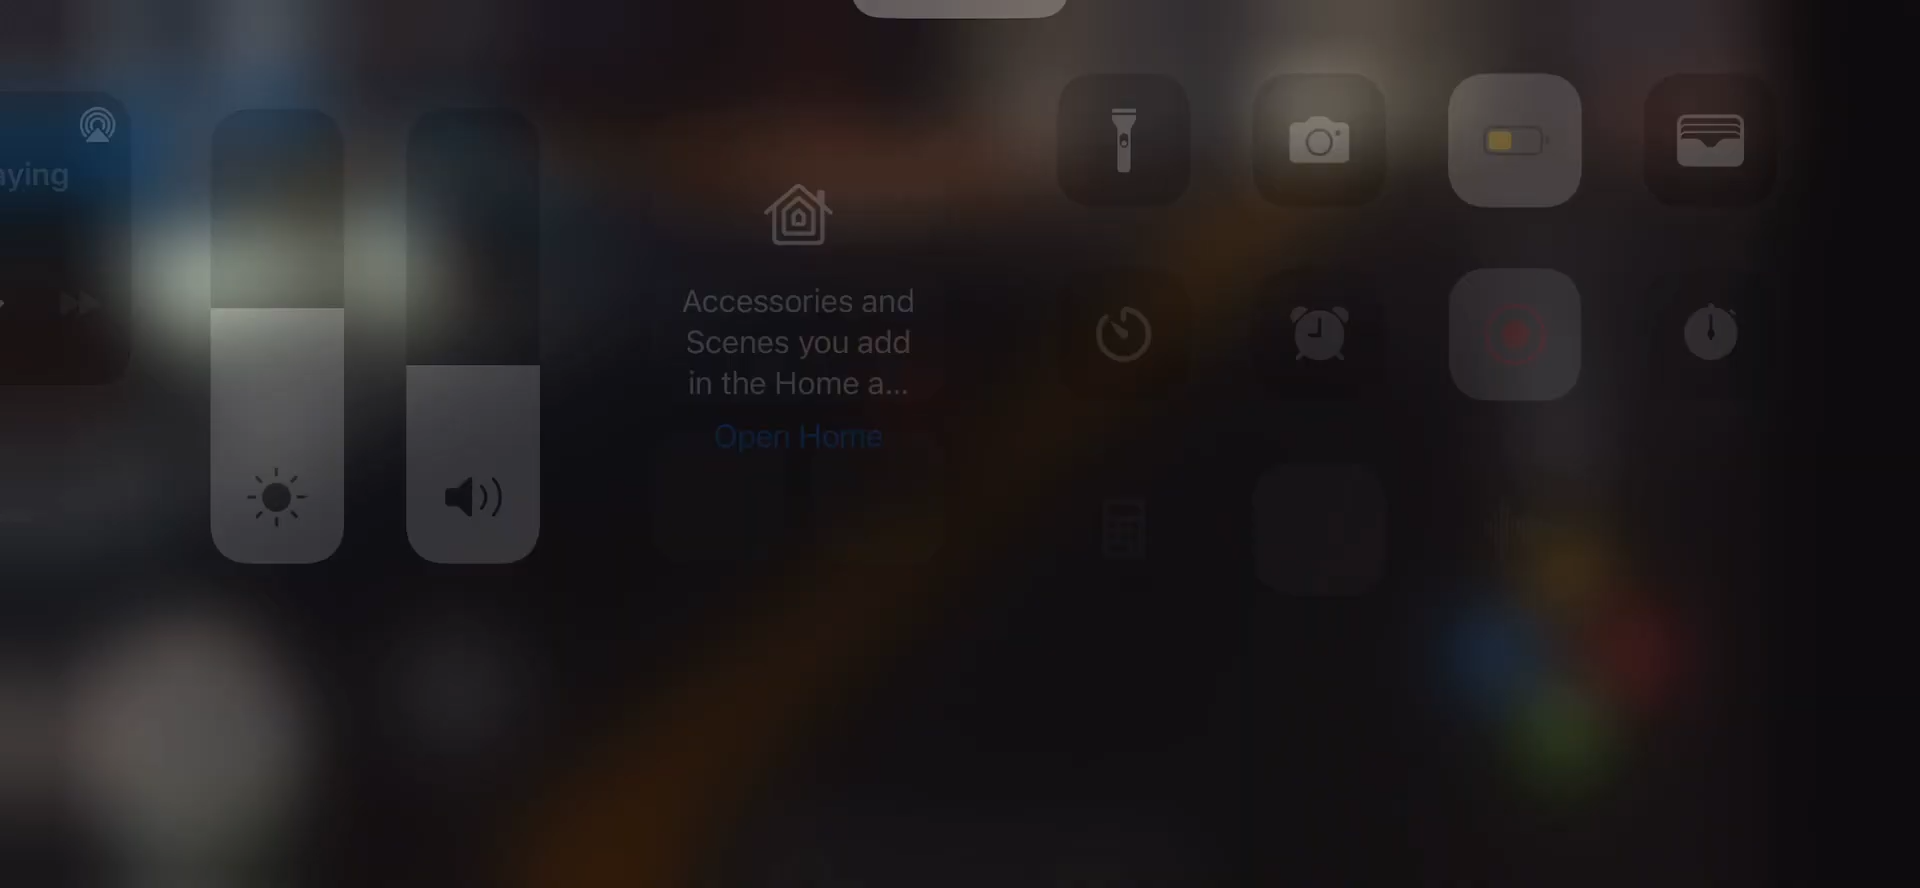 aying
Accessories and
Scenes you add
in the Home a...
Open Home